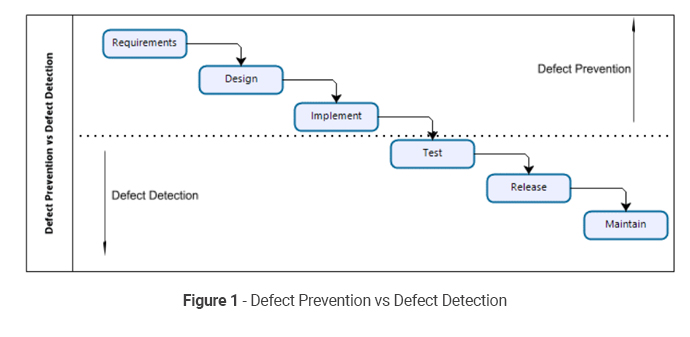 Defect Prevention vs Defect Detection
Requirements
Design
Defect Prevention
Implement
Test
Defect Detection
Release
Maintain
Figure 1 - Defect Prevention vs Defect Detection